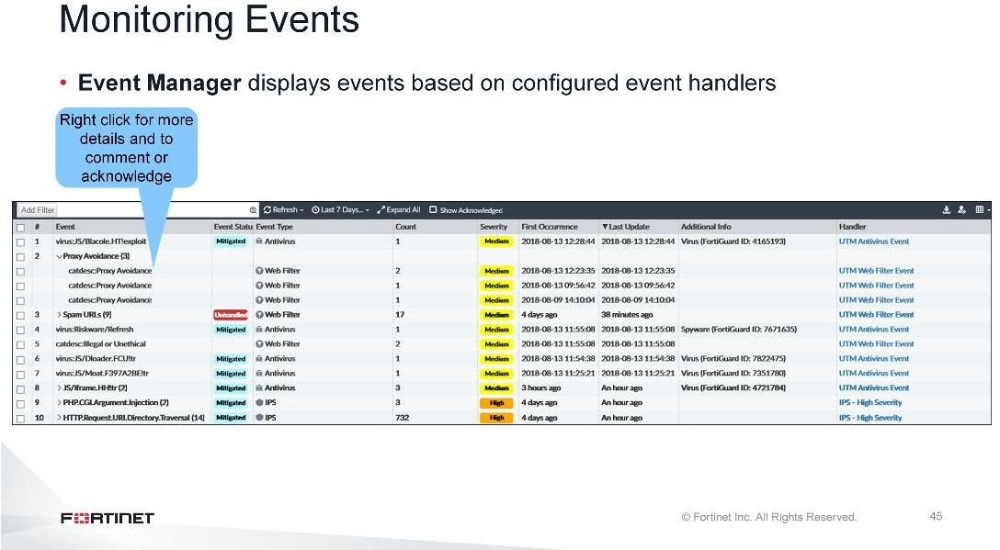 Monitoring Events
• Event Manager displays events based on configured event handlers
Right click for more
details and to
comment or
acknowledge
Add Filter Refresh Last 7 Days... Expand All Show Acknowledged
# Event Event Statu Event Type Count Severity First Occurrence Last Update Additional Info Handler
1 virus:JS/Blacole.HT!exploit Mitigated Antivirus 1 Medium 2018-08-13 12:28:44 2018-08-13 12:28:44 Virus (FortiGuard ID: 4165193) UTM Antivirus Event
2 Proxy Avoidance (3)
catdesc:Proxy Avoidance Web Filter 2 Medium 2018-08-13 12:23:35 2018-08-13 12:23:35 UTM Web Filter Event
catdesc:Proxy Avoidance Web Filter 1 Medium 2018-08-13 09:56:42 2018-08-13 09:56:42 UTM Web Filter Event
catdesc:Proxy Avoidance Web Filter 1 Medium 2018-08-09 14:10:04 2018-08-09 14:10:04 UTM Web Filter Event
3 Spam URLs (9) Unhandled Web Filter 17 Medium 4 days ago 38 minutes ago UTM Web Filter Event
4 virus:Riskware/Refresh Mitigated Antivirus 1 Medium 2018-08-13 11:55:08 2018-08-13 11:55:08 Spyware (FortiGuard ID: 7671635) UTM Antivirus Event
5 catdesc:Illegal or Unethical Web Filter 2 Medium 2018-08-13 11:55:08 2018-08-13 11:55:08 UTM Web Filter Event
6 virus:JS/Dloader.FCU!tr Mitigated Antivirus 1 Medium 2018-08-13 11:54:38 2018-08-13 11:54:38 Virus (FortiGuard ID: 7822475) UTM Antivirus Event
7 virus:JS/Moat.F397A2BE!tr Mitigated Antivirus 1 Medium 2018-08-13 11:25:21 2018-08-13 11:25:21 Virus (FortiGuard ID: 7351780) UTM Antivirus Event
8 JS/Iframe.HH!tr (2) Mitigated Antivirus 3 Medium 3 hours ago An hour ago Virus (FortiGuard ID: 4721784) UTM Antivirus Event
9 PHP.CGI.Argument.Injection (2) Mitigated IPS 3 High 4 days ago An hour ago IPS - High Severity
10 HTTP.Request.URI.Directory.Traversal (14) Mitigated IPS 732 High 4 days ago An hour ago IPS - High Severity
FORTINET © Fortinet Inc. All Rights Reserved. 45